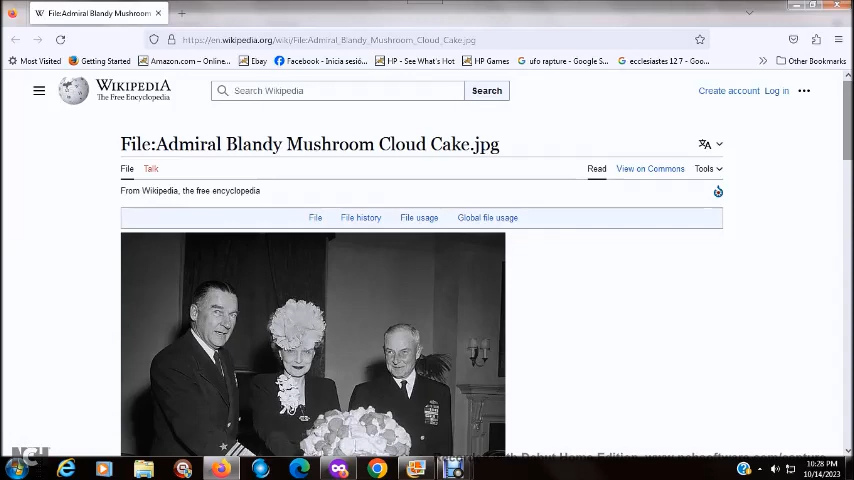 File:Admiral Blandy Mushroom
https://en.wikipedia.org/wiki/File:Admiral_Blandy_Mushroom_Cloud_Cake.jpg
Most Visited Getting Started Amazon.com – Online... Ebay Facebook - Inicia sesió... HP - See's What's Hot HP Games ufo rapture - Google S... ecclesiastes 12 7 - Goo... Other Bookmarks
WIKIPEDIA
The Free Encyclopedia
Search Wikipedia
Search
Create account Log in
File:Admiral Blandy Mushroom Cloud Cake.jpg
File Talk Read View on Commons Tools
From Wikipedia, the free encyclopedia
File File history File usage Global file usage
NCH
10:28 PM
10/14/2023